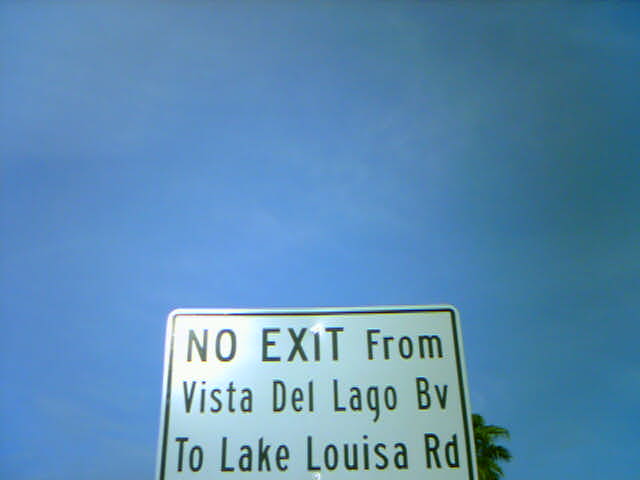 NO EXIT From
Vista Del Lago Bv
To Lake Louisa Rd